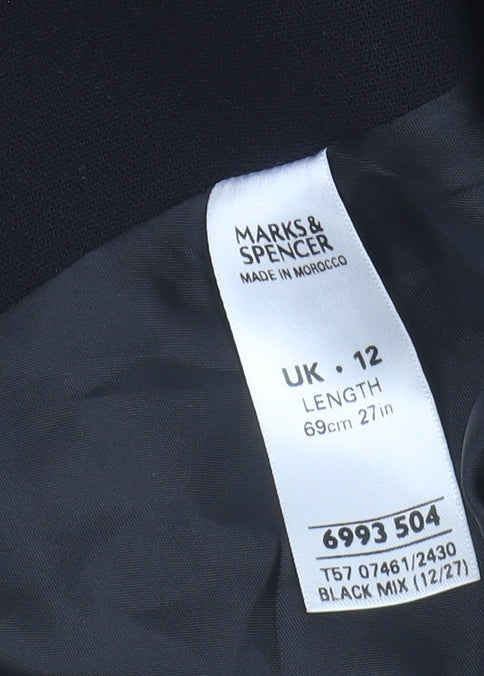 MARKS &
SPENCER
MADE IN MOROCCO
UK • 12
LENGTH
69cm 27in
6993 504
T57 07461/2430
BLACK MIX (12/27)